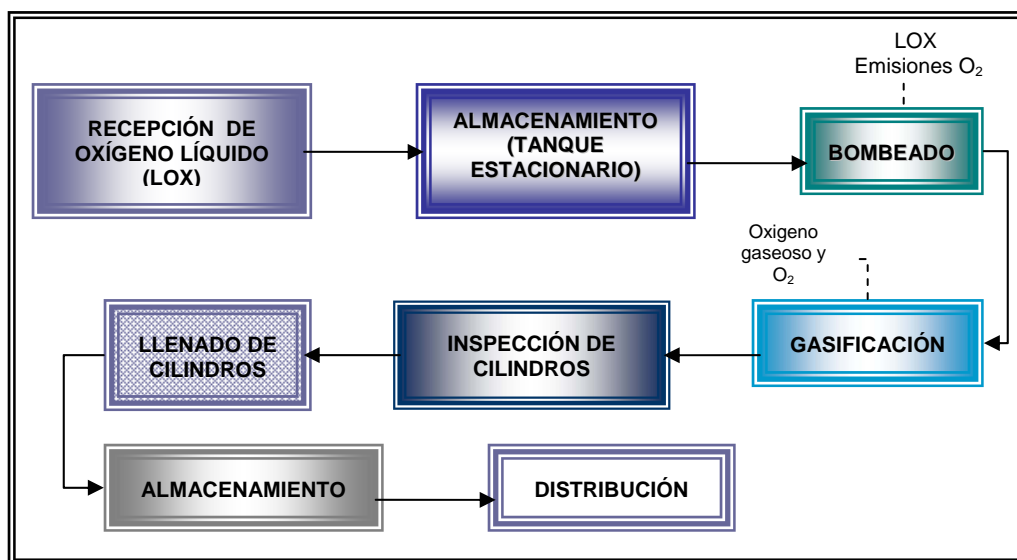 LOX
Emisiones O₂
RECEPCIÓN DE
OXÍGENO LÍQUIDO
(LOX)
ALMACENAMIENTO
(TANQUE
ESTACIONARIO)
BOMBEADO
Oxigeno
gaseoso y
O₂
LLENADO DE
CILINDROS
INSPECCIÓN DE
CILINDROS
GASIFICACIÓN
ALMACENAMIENTO
DISTRIBUCIÓN